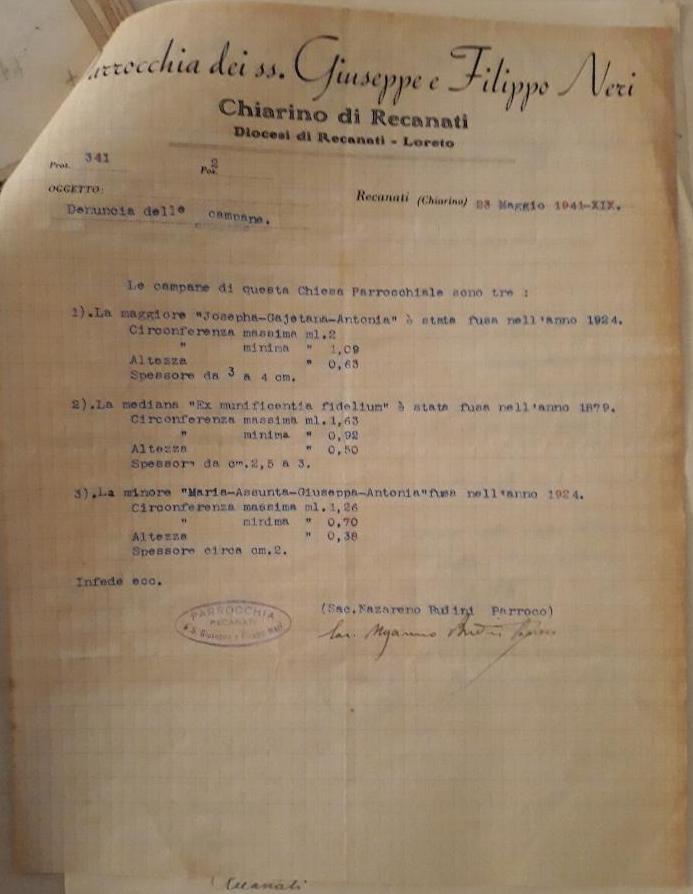 arrocchia dei ss. Giuseppe e Filippo Neri
Chiarino di Recanati
Diocesi di Recanati - Loreto
Prot. 341 Pos. 2
OGGETTO:
Denuncia delle campane.
Recanati (Chiarino) 23 Maggio 1941-XIX.
Le campane di questa Chiesa Parrocchiale sono tre :
1).La maggiore "Josepha-Gajetana-Antonia" è stata fusa nell'anno 1924.
Circonferenza massima ml.2
" minima " 1,09
Altezza " 0,63
Spessore da 3 a 4 cm.
2).La mediana "Ex munificentia fidelium" è stata fusa nell'anno 1879.
Circonferenza massima ml.1,63
" minima " 0,92
Altezza " 0,50
Spessore da cm.2,5 a 3.
3).La minore "Maria-Assunta-Giuseppa-Antonia"fusa nell'anno 1924.
Circonferenza massima ml.1,26
" minima " 0,70
Altezza " 0,38
Spessore circa cm.2.
Infede ecc.
PARROCCHIA
RECANATI
S. Giuseppe e Filippo Neri
(Sac.Nazareno Rudini Parroco)
Recanati